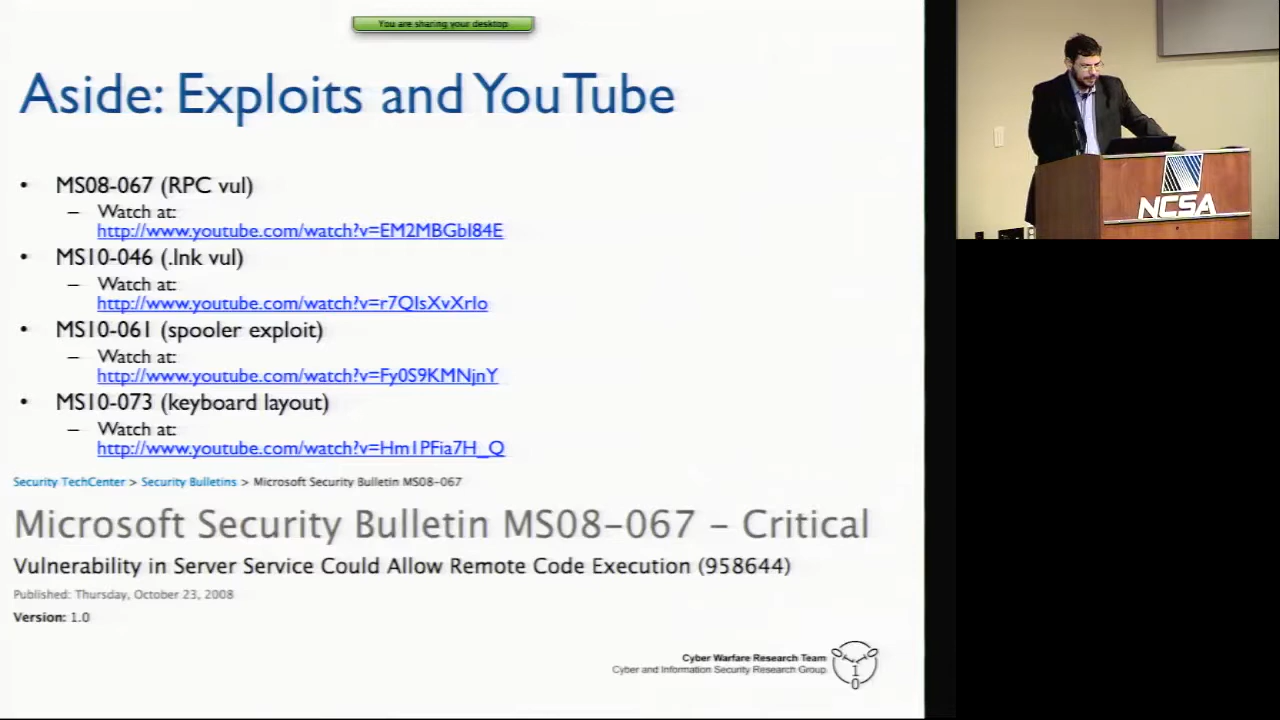 You are sharing your desktop
Aside: Exploits and YouTube
• MS08-067 (RPC vul)
– Watch at:
http://www.youtube.com/watch?v=EM2MBGbI84E
• MS10-046 (.lnk vul)
– Watch at:
http://www.youtube.com/watch?v=r7QIsXvXrIo
• MS10-061 (spooler exploit)
– Watch at:
http://www.youtube.com/watch?v=Fy0S9KMNjnY
• MS10-073 (keyboard layout)
– Watch at:
http://www.youtube.com/watch?v=Hm1PFia7H_Q
Security TechCenter > Security Bulletins > Microsoft Security Bulletin MS08-067
Microsoft Security Bulletin MS08-067 – Critical
Vulnerability in Server Service Could Allow Remote Code Execution (958644)
Published: Thursday, October 23, 2008
Version: 1.0
Cyber Warfare Research Team
Cyber and Information Security Research Group
1
0
NCSA